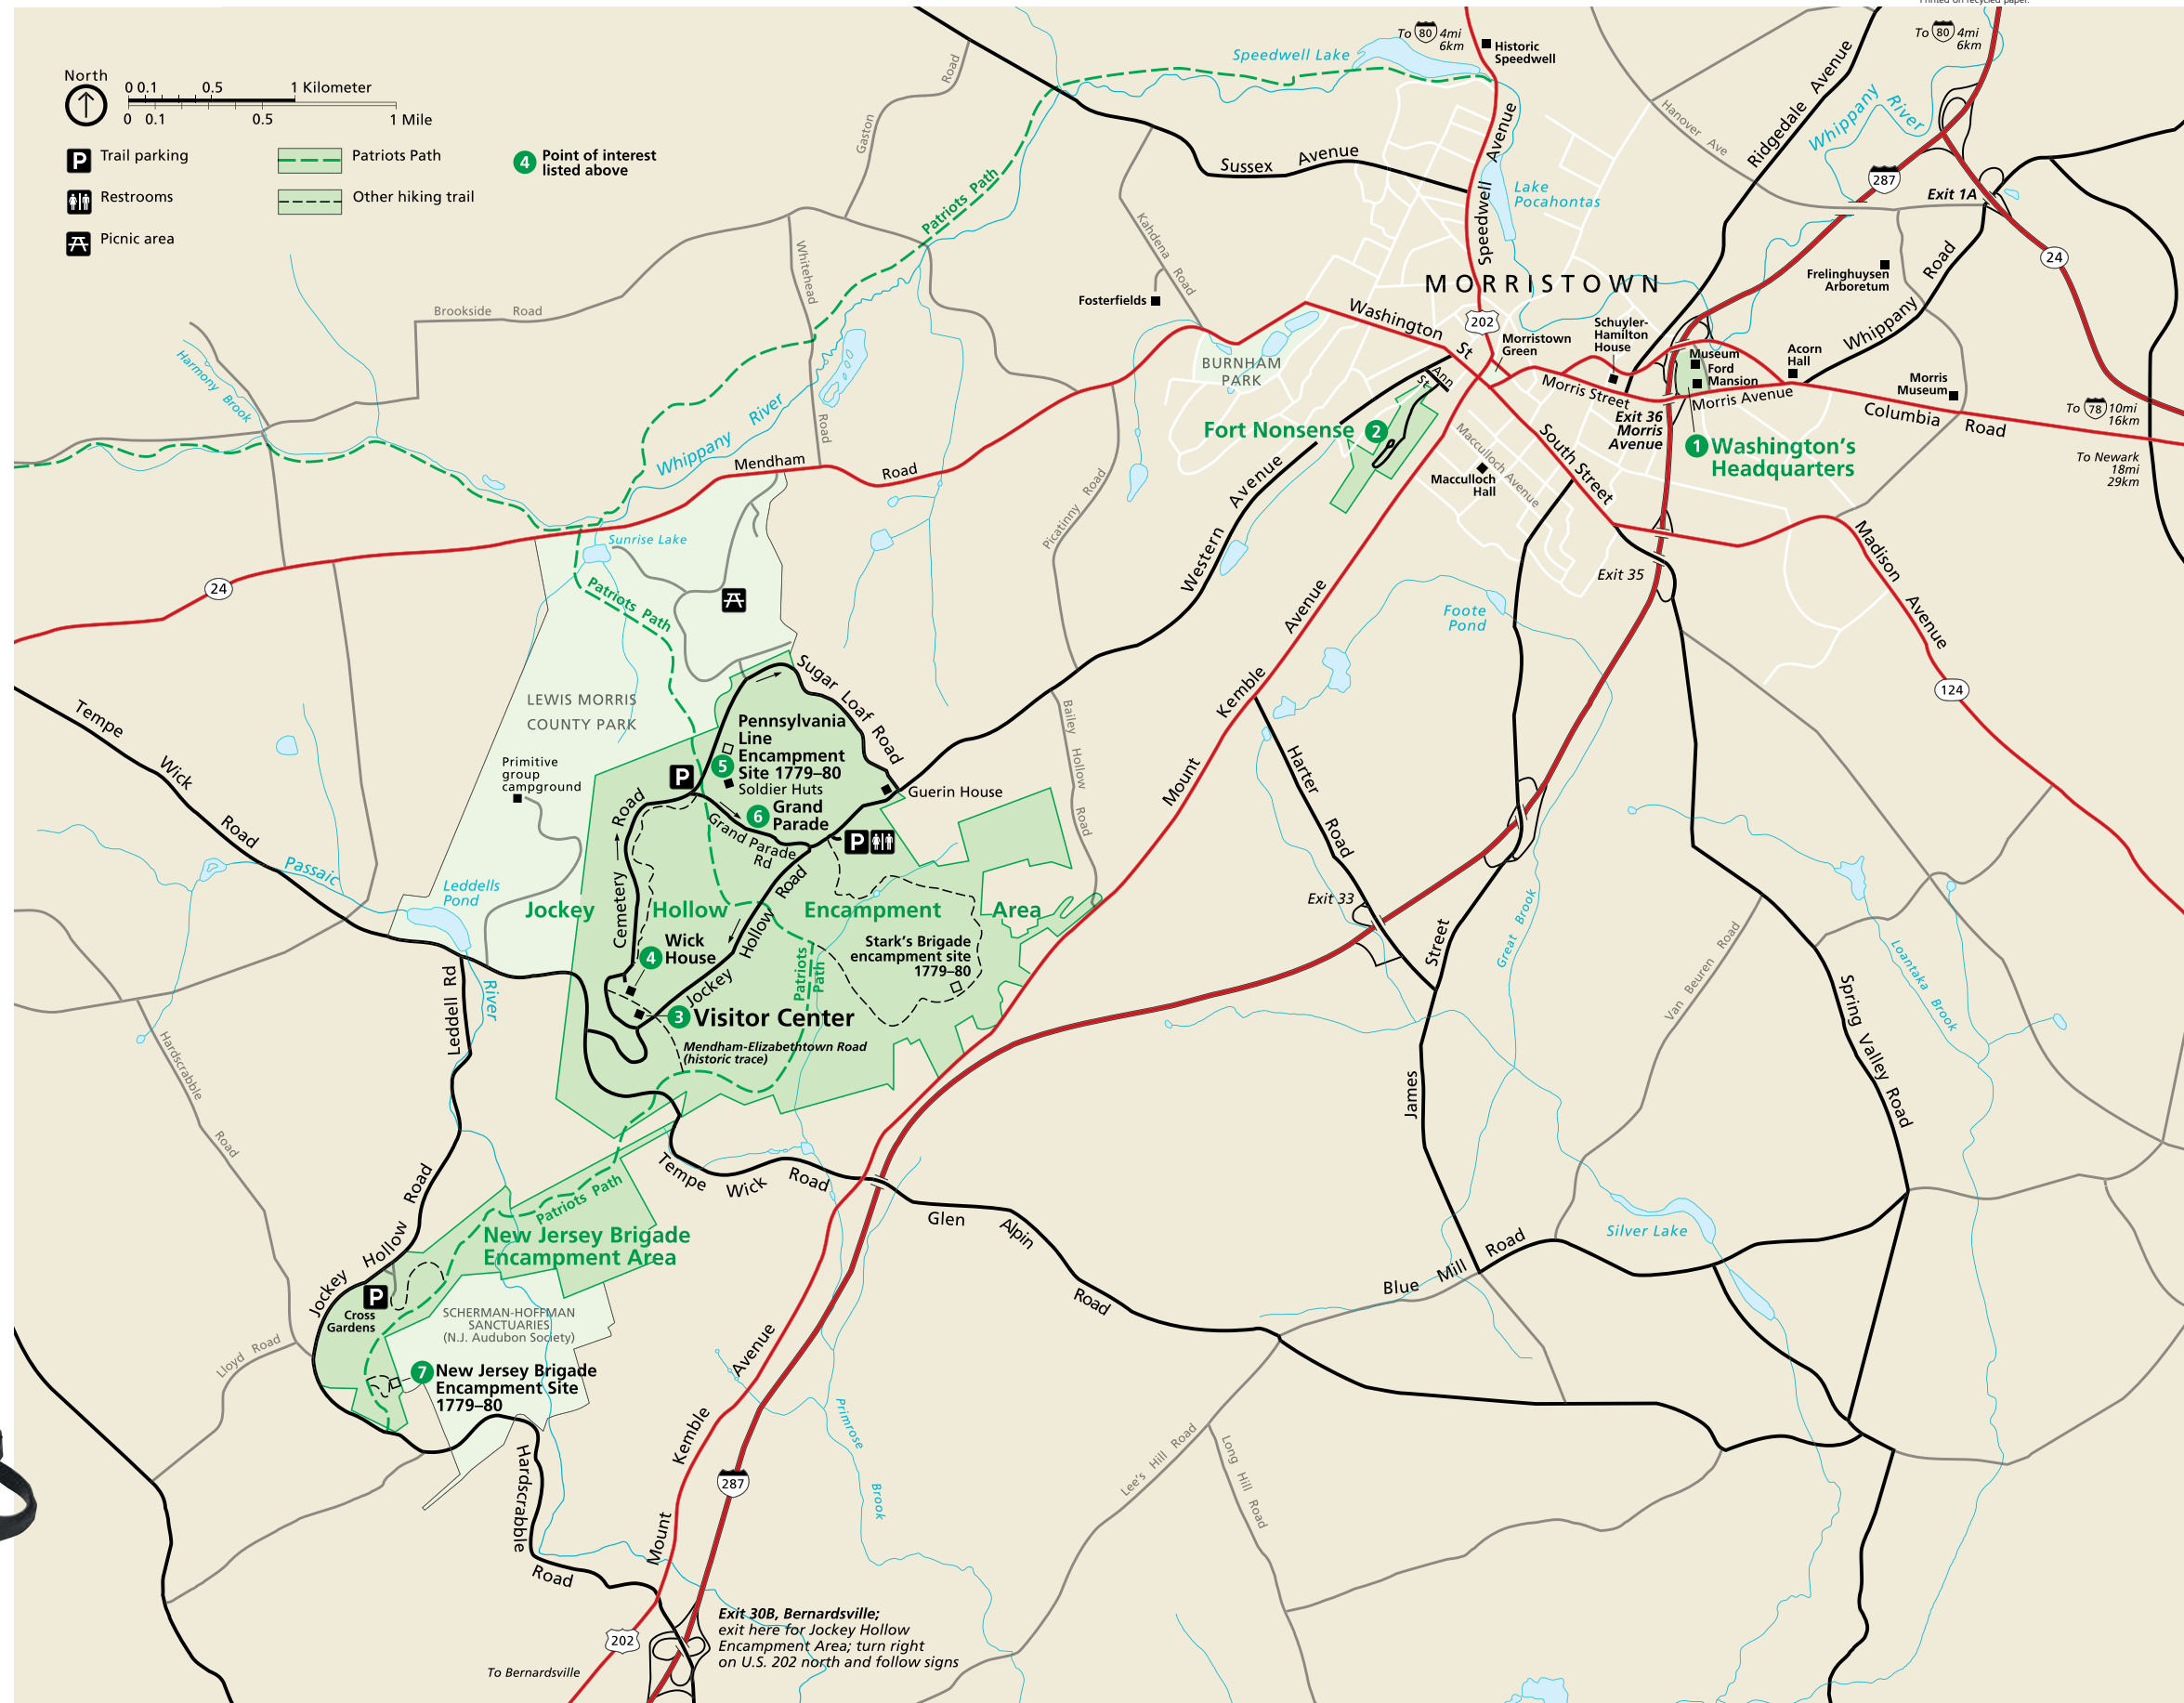 Printed on recycled paper.
North
0 0.1 0.5 1 Kilometer
0 0.1 0.5 1 Mile
Trail parking
Restrooms
Picnic area
Patriots Path
Other hiking trail
4 Point of interest
listed above
To 80 4mi
6km
Historic
Speedwell
To 80 4mi
6km
Speedwell Lake
Gaston Road
Sussex Avenue
Speedwell Avenue
Lake
Pocahontas
Hanover Ave
Ridgedale Avenue
Whippany River
287
Exit 1A
24
Patriots Path
Kahdena Road
Whitehead Road
Brookside Road
Harmony Brook
Fosterfields
MORRISTOWN
202
Washington St
Morristown
Green
Schuyler-
Hamilton
House
Frelinghuysen
Arboretum
Whippany Road
Museum
Ford
Mansion
Acorn
Hall
Morris
Museum
BURNHAM
PARK
Ann St
Morris Street
Morris Avenue
Exit 36
Morris
Avenue
Columbia Road
To 78 10mi
16km
To Newark
18mi
29km
Fort Nonsense 2
1 Washington's
Headquarters
Macculloch Avenue
Macculloch
Hall
South Street
Whippany River
Mendham Road
Picatinny Road
Western Avenue
Sunrise Lake
24
Patriots Path
Exit 35
Foote
Pond
Madison Avenue
124
Mount Kemble Avenue
Tempe Wick Road
LEWIS MORRIS
COUNTY PARK
Sugar Loaf Road
Bailey Hollow Road
Primitive
group
campground
Pennsylvania
Line
Encampment
Site 1779–80
5
Soldier Huts
6 Grand
Parade
Grand Parade
Rd
Guerin House
Harter Road
Passaic River
Leddells
Pond
Cemetery Road
Jockey Hollow Encampment Area
Jockey Hollow Road
4 Wick
House
Stark's Brigade
encampment site
1779–80
Patriots
Path
3 Visitor Center
Mendham-Elizabethtown Road
(historic trace)
Exit 33
Great Brook
James Street
Van Beuren Road
Loantaka Brook
Spring Valley Road
Leddell Rd
Hardscrabble Road
Jockey Hollow Road
Tempe Wick Road
Patriots Path
New Jersey Brigade
Encampment Area
Glen Alpin Road
Blue Mill Road
Silver Lake
Cross
Gardens
SCHERMAN-HOFFMAN
SANCTUARIES
(N.J. Audubon Society)
Lloyd Road
7 New Jersey Brigade
Encampment Site
1779–80
Mount Kemble Avenue
Primrose Brook
Lee's Hill Road
Long Hill Road
287
Hardscrabble Road
Exit 30B, Bernardsville;
exit here for Jockey Hollow
Encampment Area; turn right
on U.S. 202 north and follow signs
202
To Bernardsville